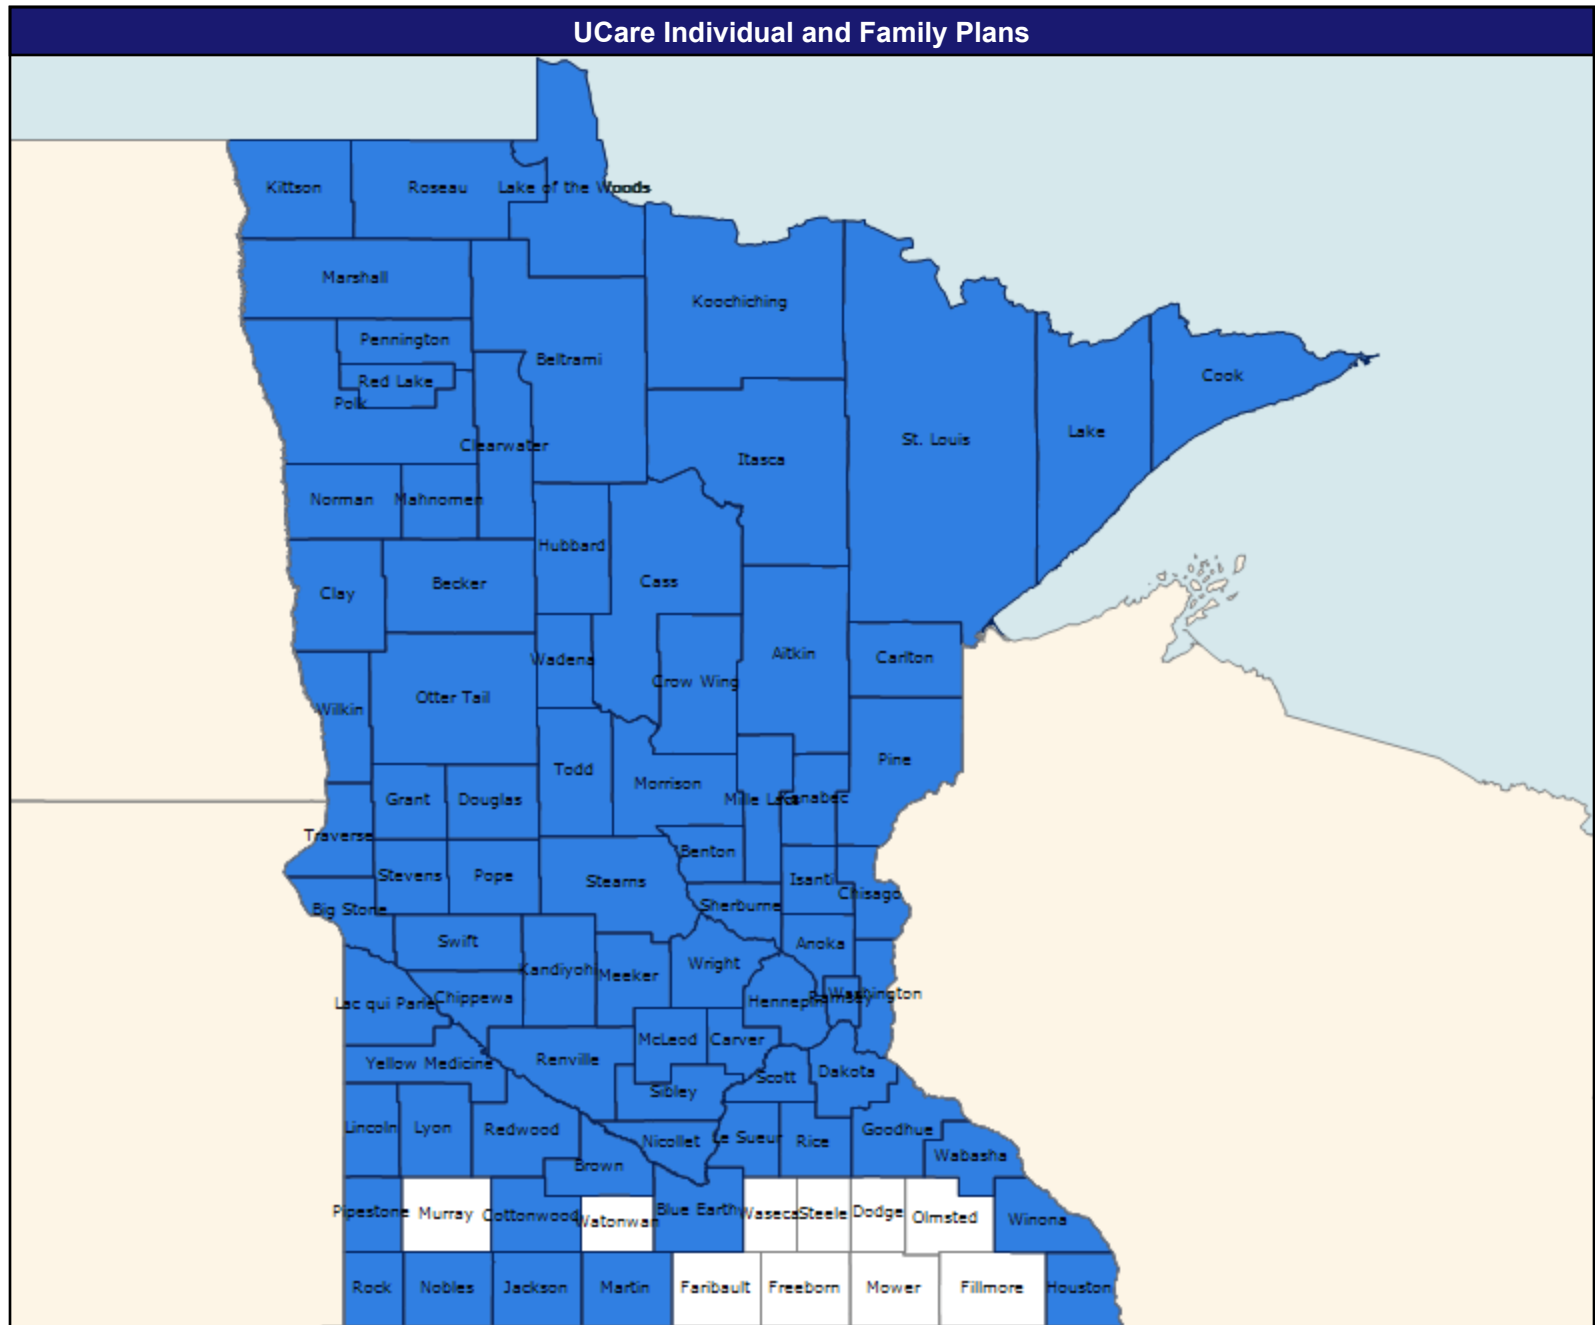 UCare Individual and Family Plans
Kittson
Roseau
Lake of the Woods
Marshall
Koochiching
Pennington
Beltrami
Red Lake
Polk
Cook
Clearwater
St. Louis
Lake
Itasca
Norman
Mahnomen
Hubbard
Cass
Becker
Clay
Wadena
Aitkin
Carlton
Crow Wing
Otter Tail
Wilkin
Pine
Todd
Morrison
Grant
Douglas
Mille Lacs
Kanabec
Traverse
Benton
Stevens
Pope
Stearns
Isanti
Chisago
Big Stone
Sherburne
Swift
Anoka
Kandiyohi
Meeker
Wright
Lac qui Parle
Chippewa
Hennepin
Ramsey
Washington
McLeod
Carver
Yellow Medicine
Renville
Scott
Dakota
Sibley
Lincoln
Lyon
Redwood
Nicollet
Le Sueur
Rice
Goodhue
Brown
Wabasha
Pipestone
Murray
Cottonwood
Watonwan
Blue Earth
Waseca
Steele
Dodge
Olmsted
Winona
Rock
Nobles
Jackson
Martin
Faribault
Freeborn
Mower
Fillmore
Houston